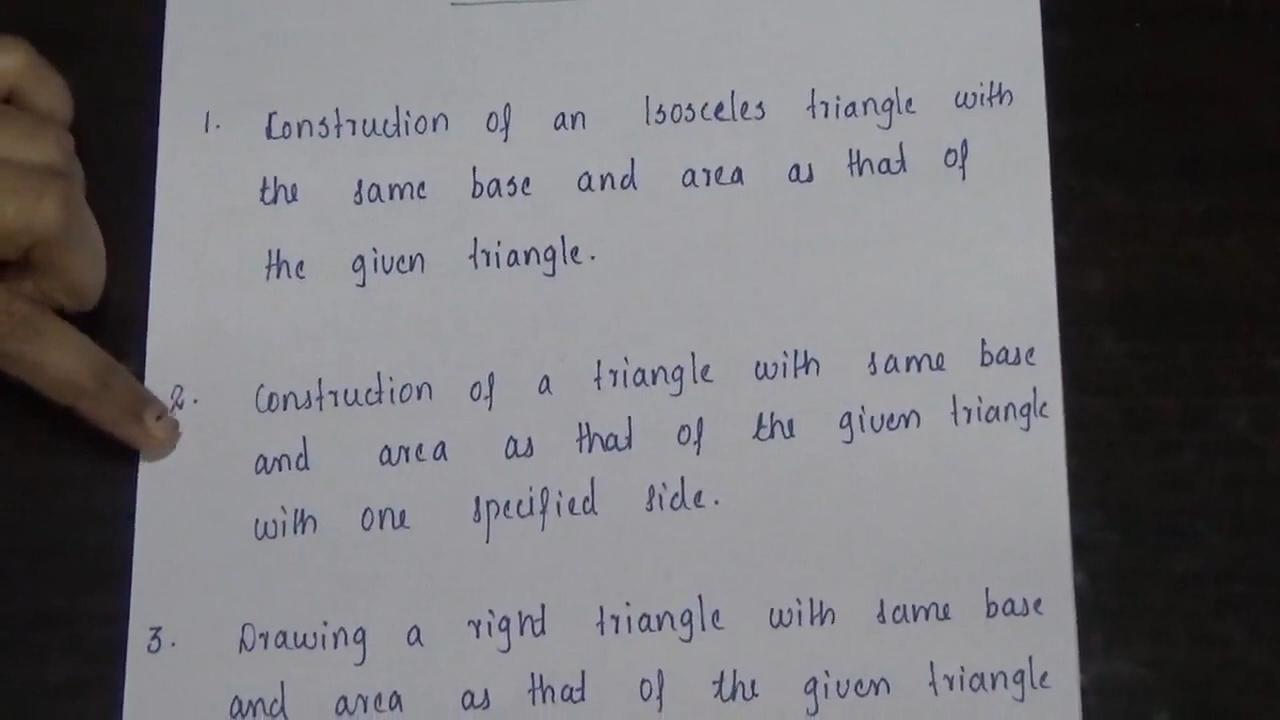 1. Construction of an Isosceles triangle with
the same base and area as that of
the given triangle.
2. Construction of a triangle with same base
and area as that of the given triangle
with one specified side.
3. Drawing a right triangle with same base
and area as that of the given triangle